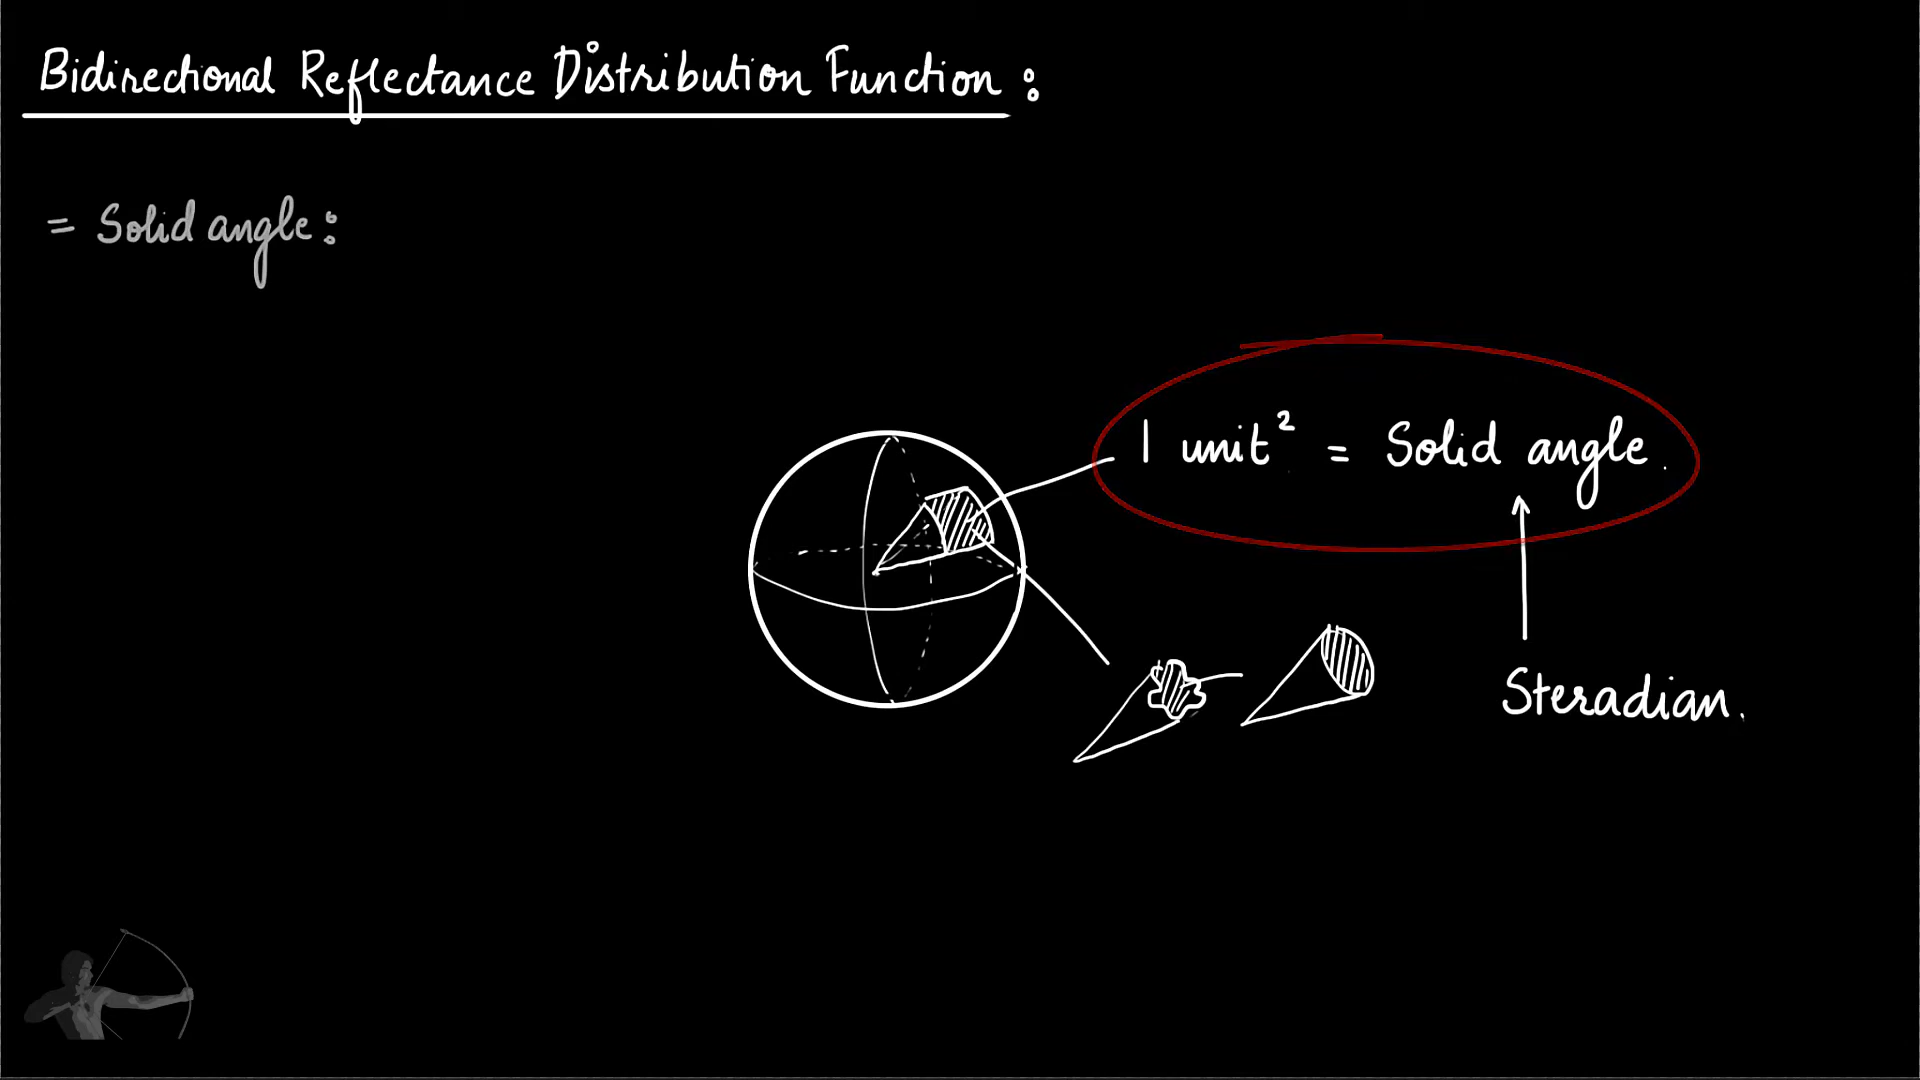 Bidirectional Reflectance Distribution Function :
= Solid angle :
1 unit² = Solid angle.
Steradian.